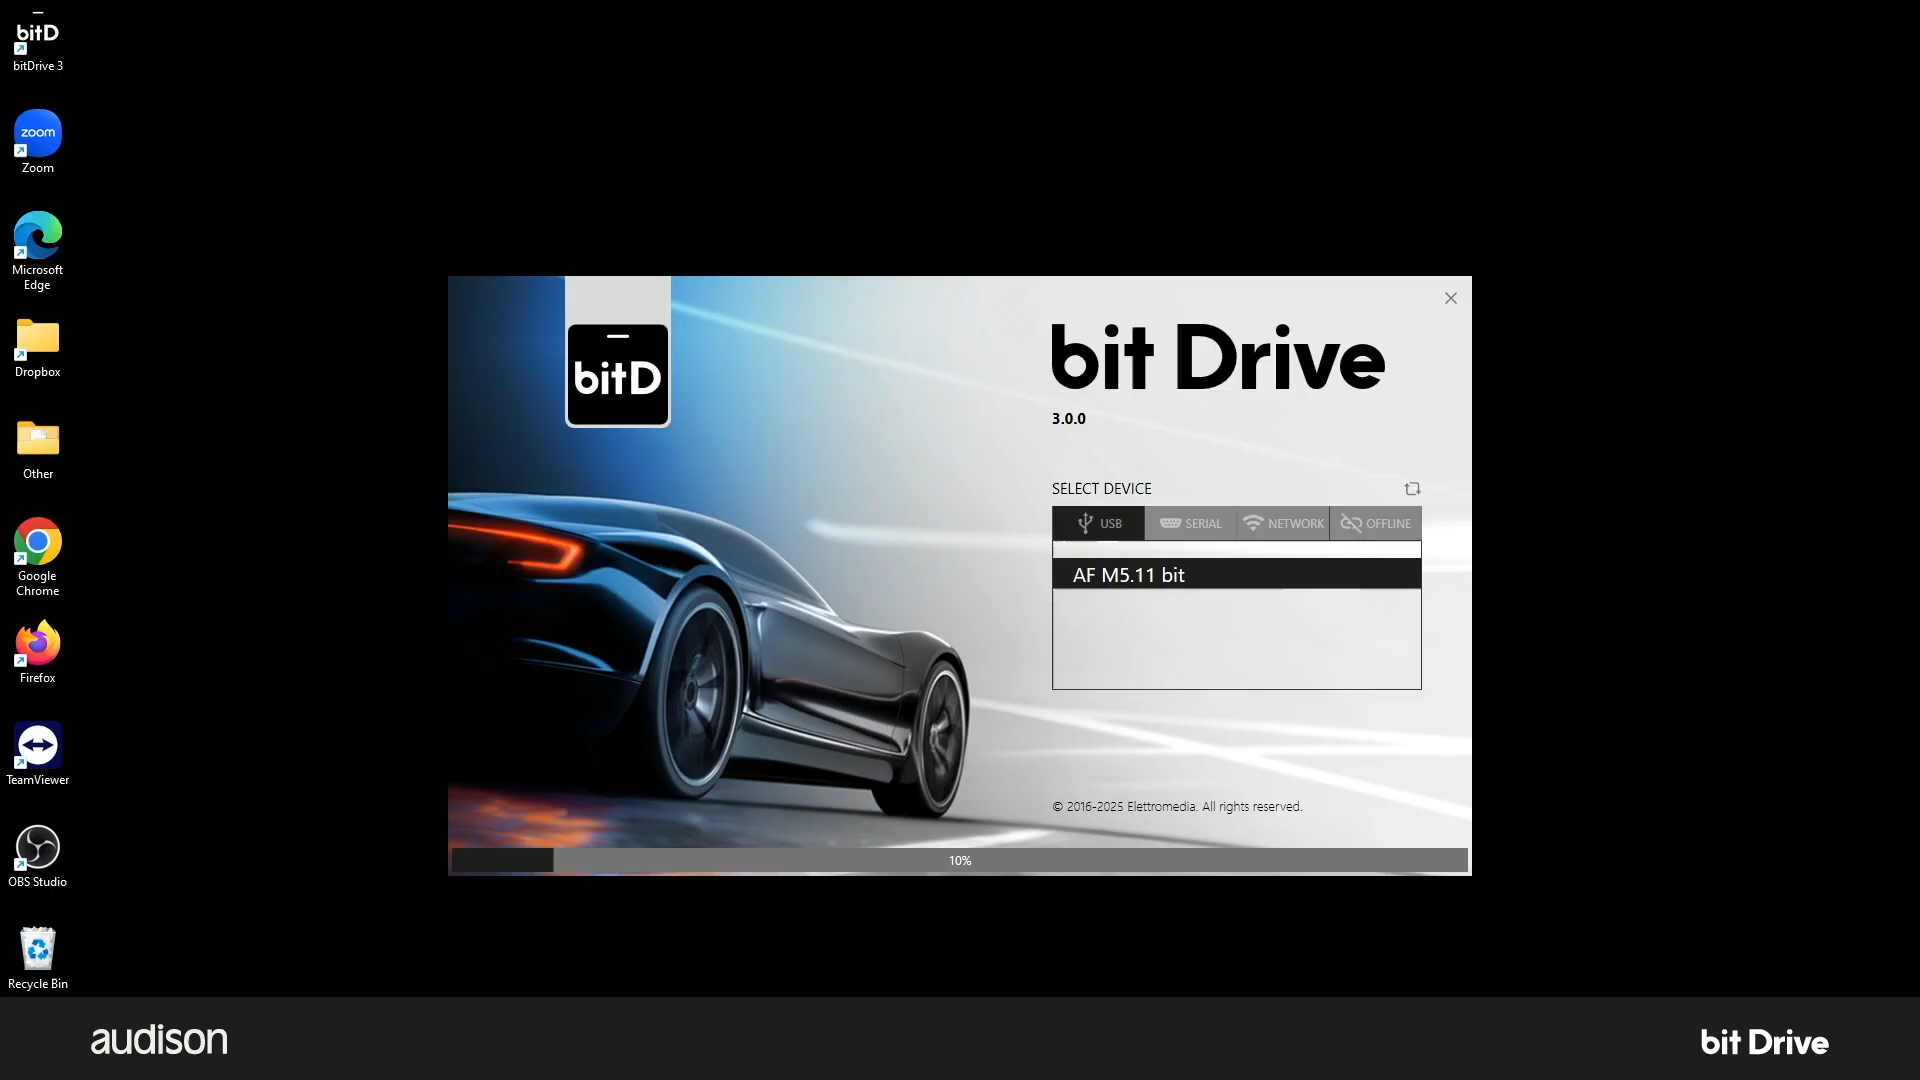 bitD
bitDrive 3
zoom
Zoom
Microsoft
Edge
Dropbox
Other
Google
Chrome
Firefox
TeamViewer
OBS Studio
Recycle Bin
bitD
bit Drive
3.0.0
SELECT DEVICE
USB SERIAL NETWORK OFFLINE
AF M5.11 bit
© 2016-2025 Elettromedia. All rights reserved.
10%
audison
bit Drive